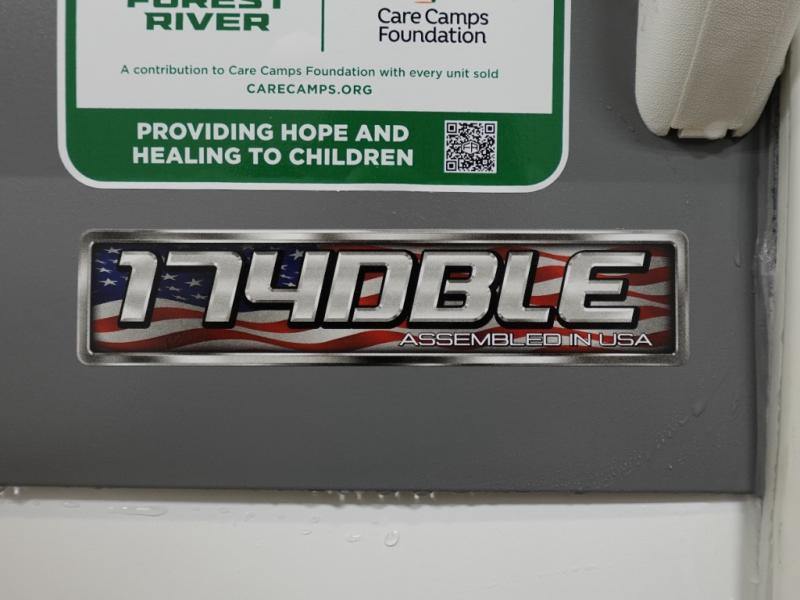 FOREST
RIVER
Care Camps
Foundation
A contribution to Care Camps Foundation with every unit sold
CARECAMPS.ORG
PROVIDING HOPE AND
HEALING TO CHILDREN
174DBLE
ASSEMBLED IN USA